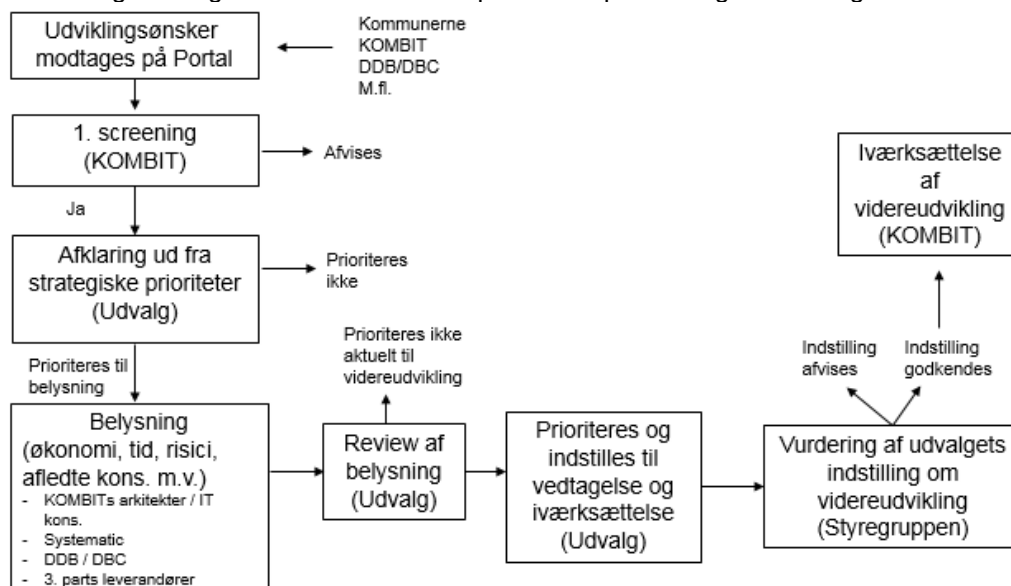 Udviklingsønsker
modtages på Portal
Kommunerne
KOMBIT
DDB/DBC
M.fl.
1. screening
(KOMBIT)
Afvises
Ja
Afklaring ud fra
strategiske prioriteter
(Udvalg)
Prioriteres
ikke
Prioriteres til
belysning
Belysning
(økonomi, tid, risici,
afledte kons. m.v.)
- KOMBITs arkitekter / IT
kons.
- Systematic
- DDB / DBC
- 3. parts leverandører
Prioriteres ikke
aktuelt til
videreudvikling
Review af
belysning
(Udvalg)
Prioriteres og
indstilles til
vedtagelse og
iværksættelse
(Udvalg)
Vurdering af udvalgets
indstilling om
videreudvikling
(Styregruppen)
Indstilling
afvises
Indstilling
godkendes
Iværksættelse
af
videreudvikling
(KOMBIT)